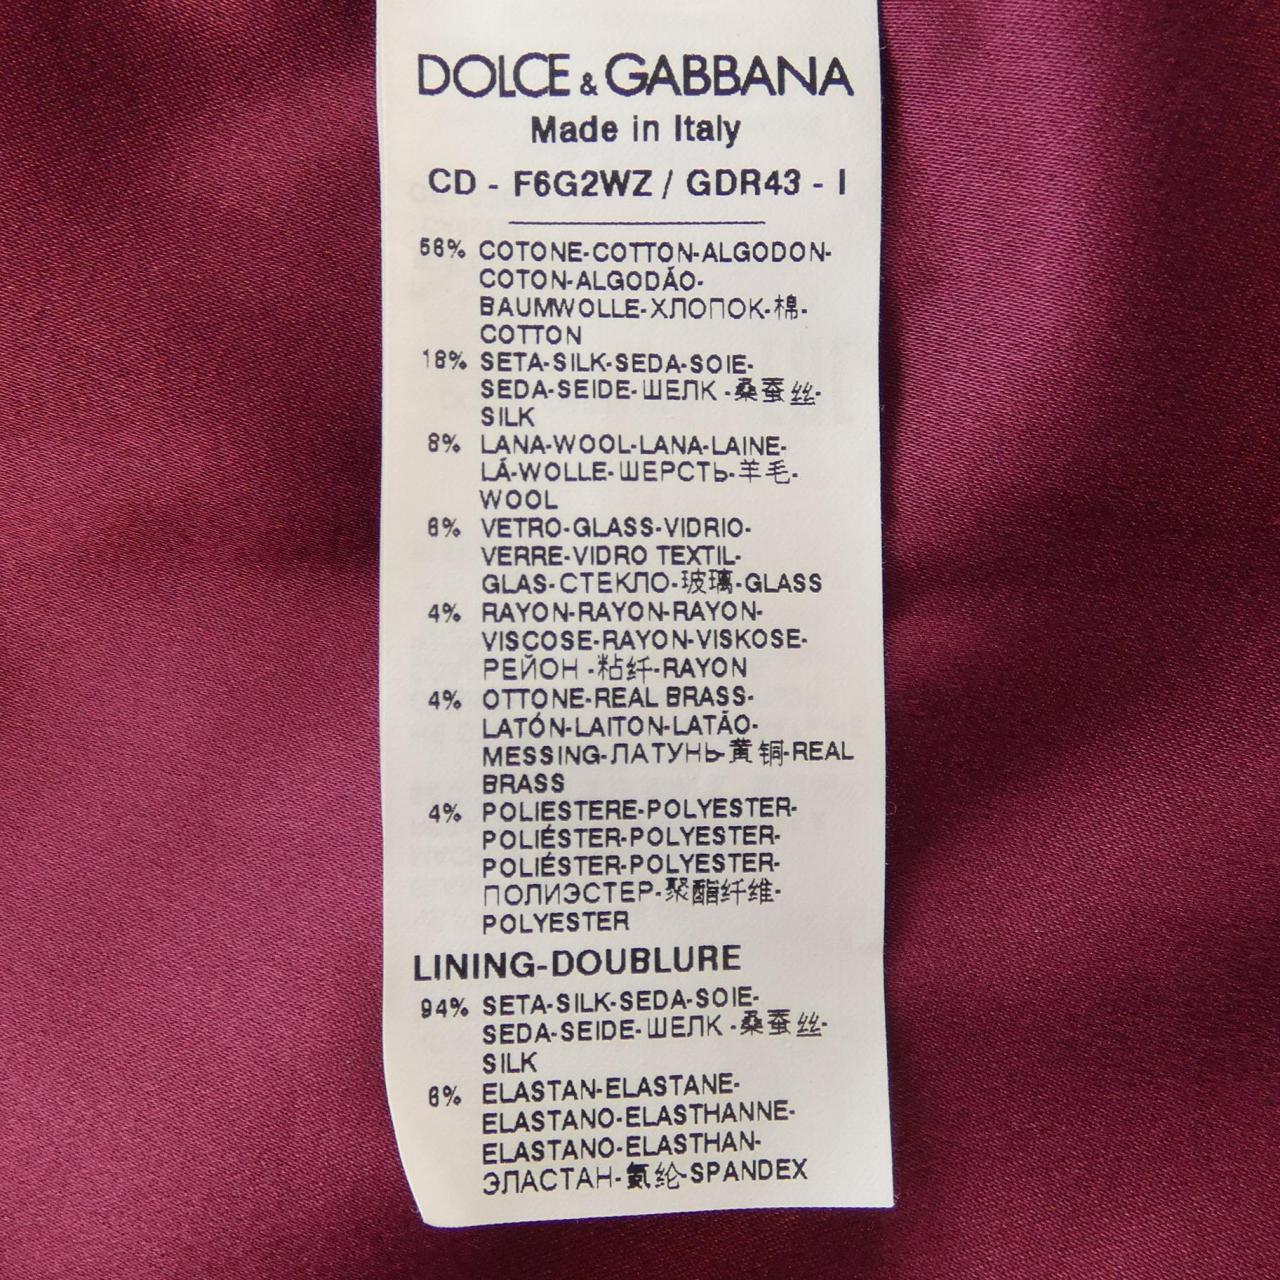 DOLCE & GABBANA
Made in Italy
CD - F6G2WZ / GDR43 - I
56% COTONE-COTTON-ALGODON-
COTON-ALGODÃO-
BAUMWOLLE-ХЛОПОК-棉-
COTTON
18% SETA-SILK-SEDA-SOIE-
SEDA-SEIDE-ШЕЛК -桑蚕丝-
SILK
8% LANA-WOOL-LANA-LAINE-
LÁ-WOLLE-ШЕРСТЬ-羊毛-
WOOL
6% VETRO-GLASS-VIDRIO-
VERRE-VIDRO TEXTIL-
GLAS-СТЕКЛО-玻璃-GLASS
4% RAYON-RAYON-RAYON-
VISCOSE-RAYON-VISKOSE-
РЕЙОН -粘纤-RAYON
4% OTTONE-REAL BRASS-
LATÓN-LAITON-LATÃO-
MESSING-ЛАТУНЬ-黄铜-REAL
BRASS
4% POLIESTERE-POLYESTER-
POLIÉSTER-POLYESTER-
POLIÉSTER-POLYESTER-
ПОЛИЭСТЕР-聚酯纤维-
POLYESTER
LINING-DOUBLURE
94% SETA-SILK-SEDA-SOIE-
SEDA-SEIDE-ШЕЛК -桑蚕丝-
SILK
6% ELASTAN-ELASTANE-
ELASTANO-ELASTHANNE-
ELASTANO-ELASTHAN-
ЭЛАСТАН-氨纶-SPANDEX